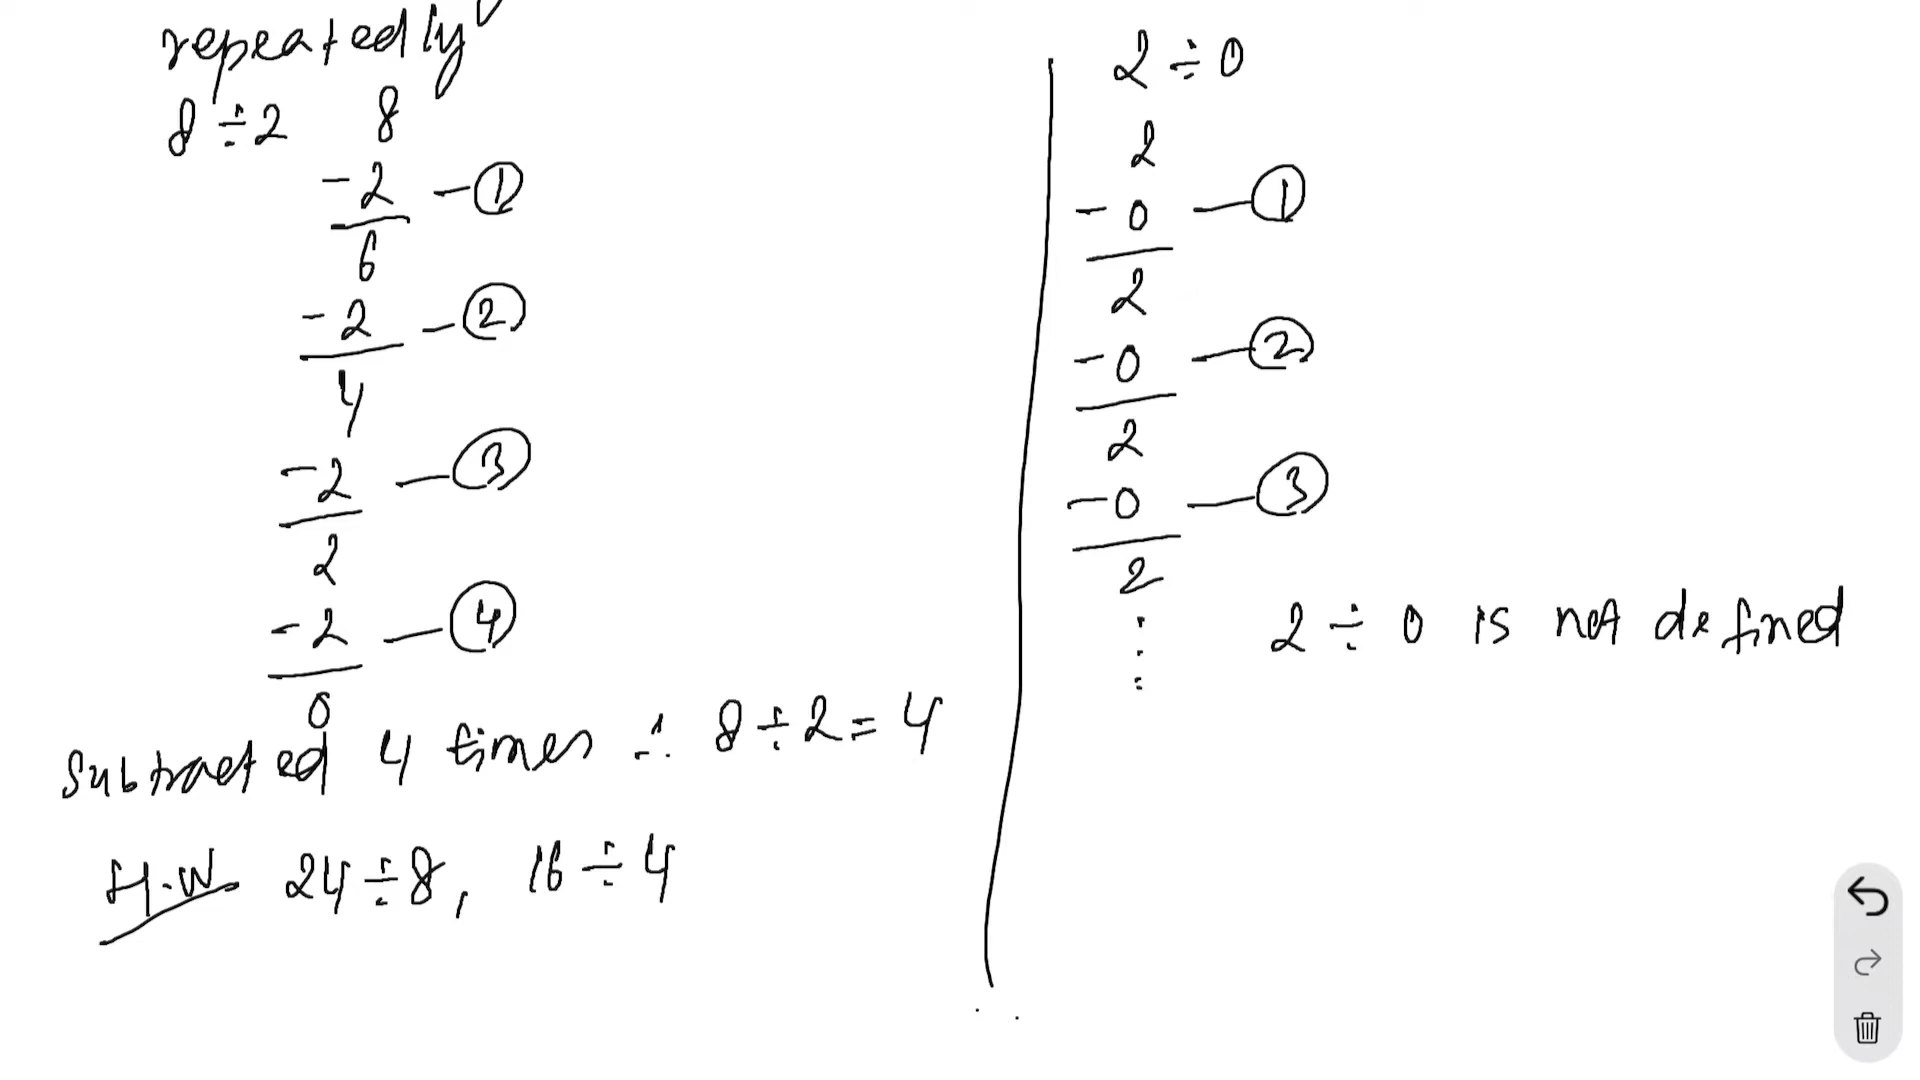 repeatedly
8 ÷ 2 8
- 2 - ①
6
- 2 - ②
4
- 2 - ③
2
- 2 - ④
0
Subtracted 4 times ∴ 8 ÷ 2 = 4
H.W 24 ÷ 8, 16 ÷ 4
2 ÷ 0
2
- 0 - ①
2
- 0 - ②
2
- 0 - ③
2
2 ÷ 0 is not defined